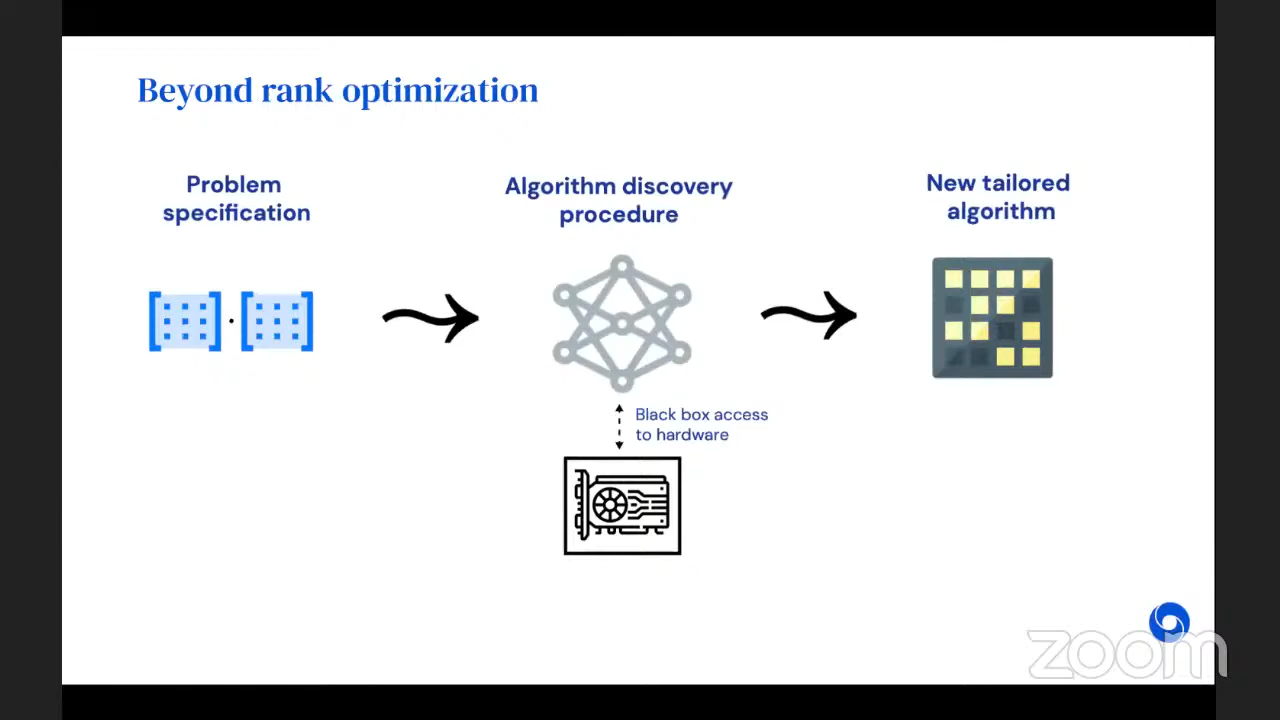 Beyond rank optimization
Problem
specification
Algorithm discovery
procedure
New tailored
algorithm
Black box access
to hardware
zoom